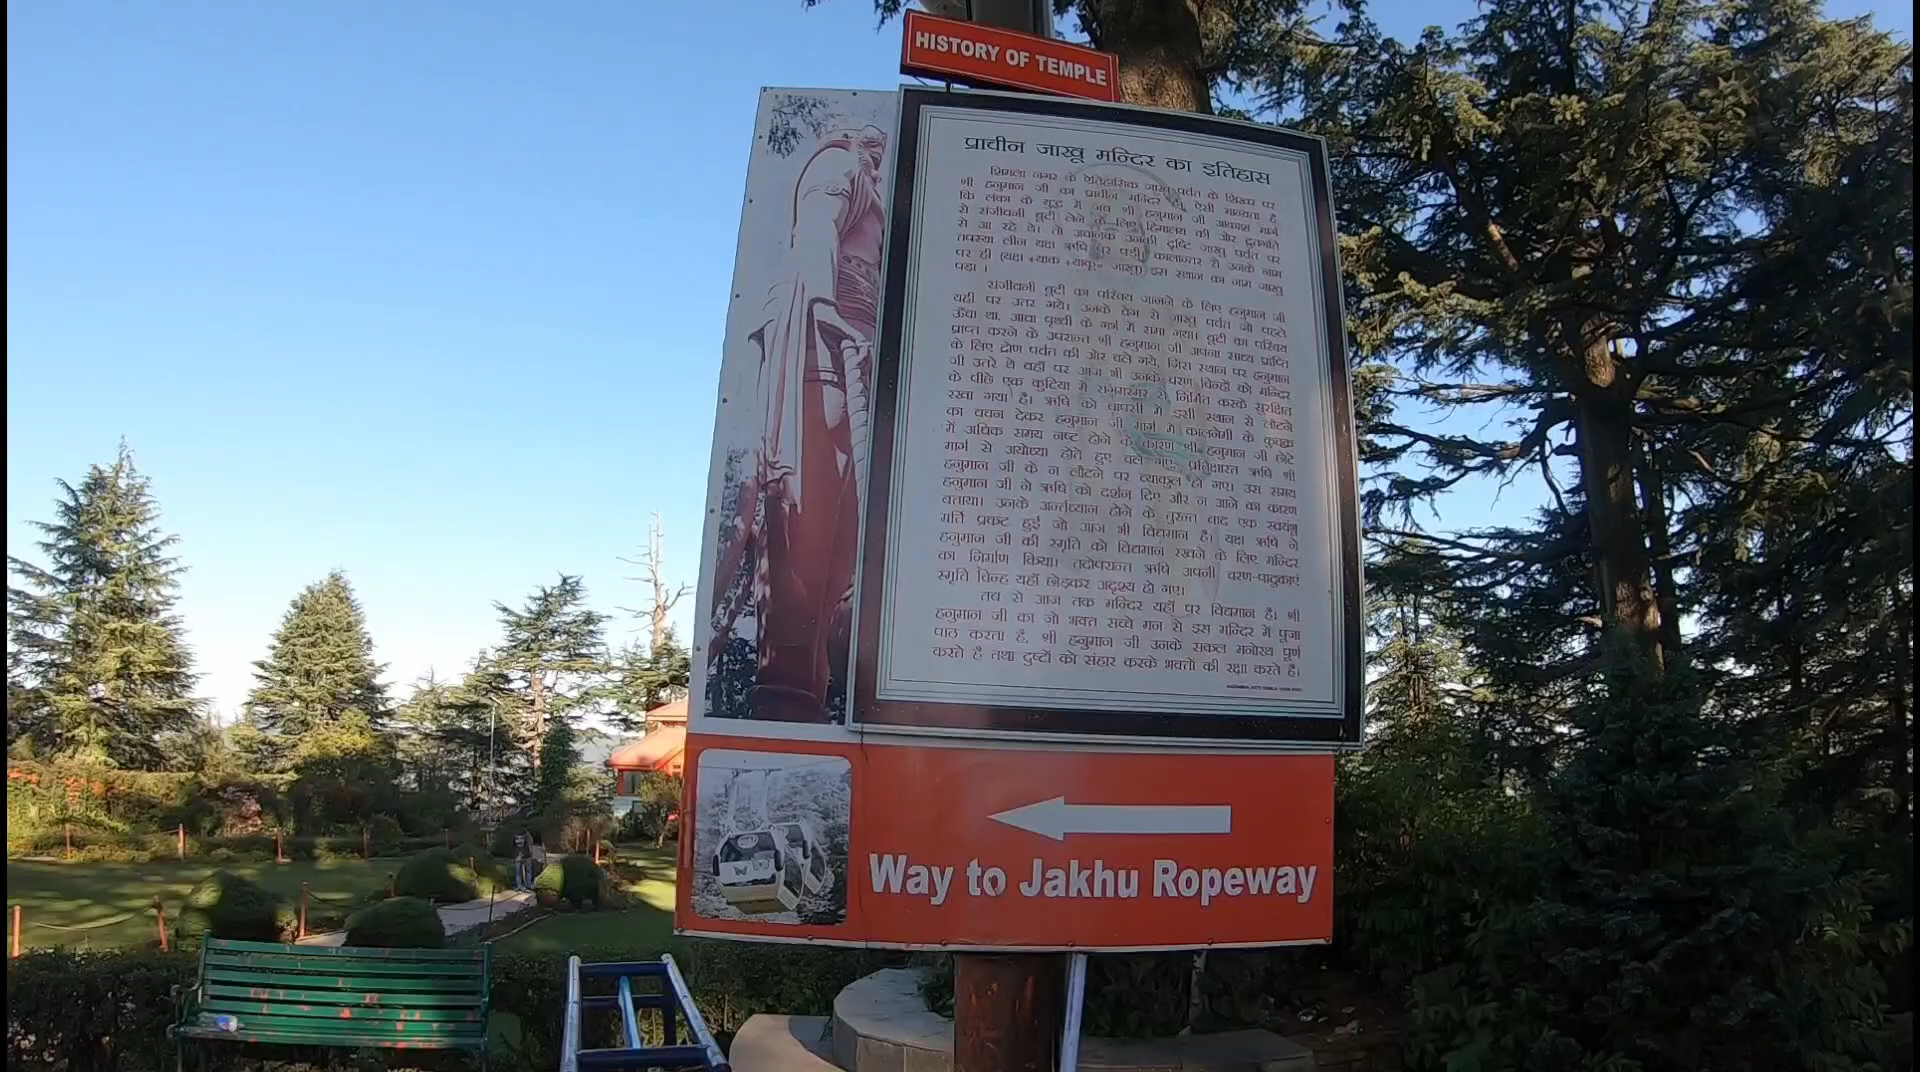 HISTORY OF TEMPLE
प्राचीन जाखू मन्दिर का इतिहास
शिमला नगर के ऐतिहासिक जाखू पर्वत के शिखर पर
श्री हनुमान जी का प्राचीन मन्दिर है। ऐसी मान्यता है
कि लंका के युद्ध में जब श्री हनुमान जी आकाश मार्ग
से संजीवनी बूटी लेने के लिए हिमालय की ओर द्रुतगति
से जा रहे थे। तो अचानक उनकी दृष्टि जाखू पर्वत पर
तपस्या लीन यक्ष ऋषि पर पड़ी। कालान्तर से उनके नाम
पर ही (यक्ष +याक +याकू= जाखू) इस स्थान का नाम जाखू
पड़ा ।
संजीवनी बूटी का परिचय जानने के लिए हनुमान जी
यहीं पर उतर गये। उनके वेग से जाखू पर्वत जो पहले
ऊँचा था, आधा पृथ्वी के गर्भ में समा गया। बूटी का परिचय
प्राप्त करने के उपरान्त श्री हनुमान जी अपना साध्य प्राप्ति
के लिए द्रोण पर्वत की ओर चले गये, जिस स्थान पर हनुमान
जी उतरे थे वहाँ पर आज भी उनके चरण चिन्हों को मन्दिर
के पीछे एक कुटिया में संगमरमर से निर्मित करके सुरक्षित
रखा गया है। ऋषि को वापसी में इसी स्थान से लौटने
का वचन देकर हनुमान जी मार्ग में कालनेमी के कुचक्र
में अधिक समय नष्ट होने के कारण श्री हनुमान जी छोटे
मार्ग से अयोध्या होते हुए चले गए, प्रतिक्षारत ऋषि श्री
हनुमान जी के न लौटने पर व्याकुल हो गए। उस समय
हनुमान जी ने ऋषि को दर्शन दिए और न आने का कारण
बताया। उनके अर्न्तध्यान होने के तुरन्त बाद एक स्वयंभू
मर्ति प्रकट हुई जो आज भी विद्यमान है। यक्ष ऋषि ने
हनुमान जी की स्मृति को विद्यमान रखने के लिए मन्दिर
का निर्माण किया। तदोपरान्त ऋषि अपनी चरण-पादुकाएं
स्मृति चिन्ह यहाँ छोड़कर अदृश्य हो गए।
तब से आज तक मन्दिर यहाँ पर विद्यमान है। श्री
हनुमान जी का जो भक्त सच्चे मन से इस मन्दिर में पूजा
पाठ करता है, श्री हनुमान जी उनके सकल मनोरथ पूर्ण
करते है तथा दुष्टों को संहार करके भक्तों की रक्षा करते हैं।
Way to Jakhu Ropeway